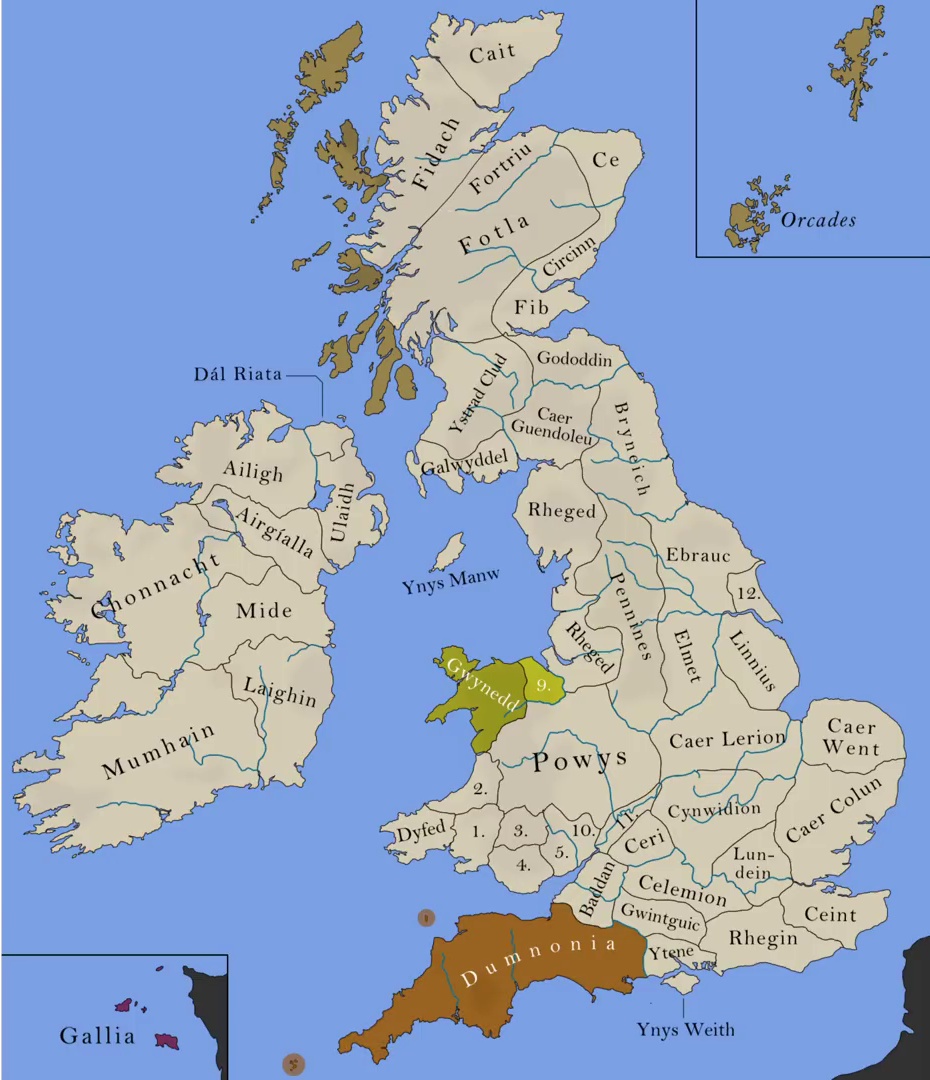 Cait
Fidach
Fortriu
Ce
Orcades
Fotla
Circinn
Fib
Dál Riata
Gododdin
Ystrad Clud
Caer
Guendoleu
Bryneich
Galwyddel
Ailigh
Ulaidh
Airgíalla
Rheged
Ebrauc
Ynys Manw
Chonnacht
Mide
Pennines
12.
Rheged
Elmet
Linnius
Gwynedd
9.
Laighin
Mumhain
Powys
Caer Lerion
Caer
Went
2.
Cynwidion
Caer Colun
Dyfed
1.
3.
10.
11.
Ceri
4.
5.
Lun-
dein
Baddan
Celemion
Gwintguic
Ceint
Rhegin
Dumnonia
Ytene
Ynys Weith
Gallia